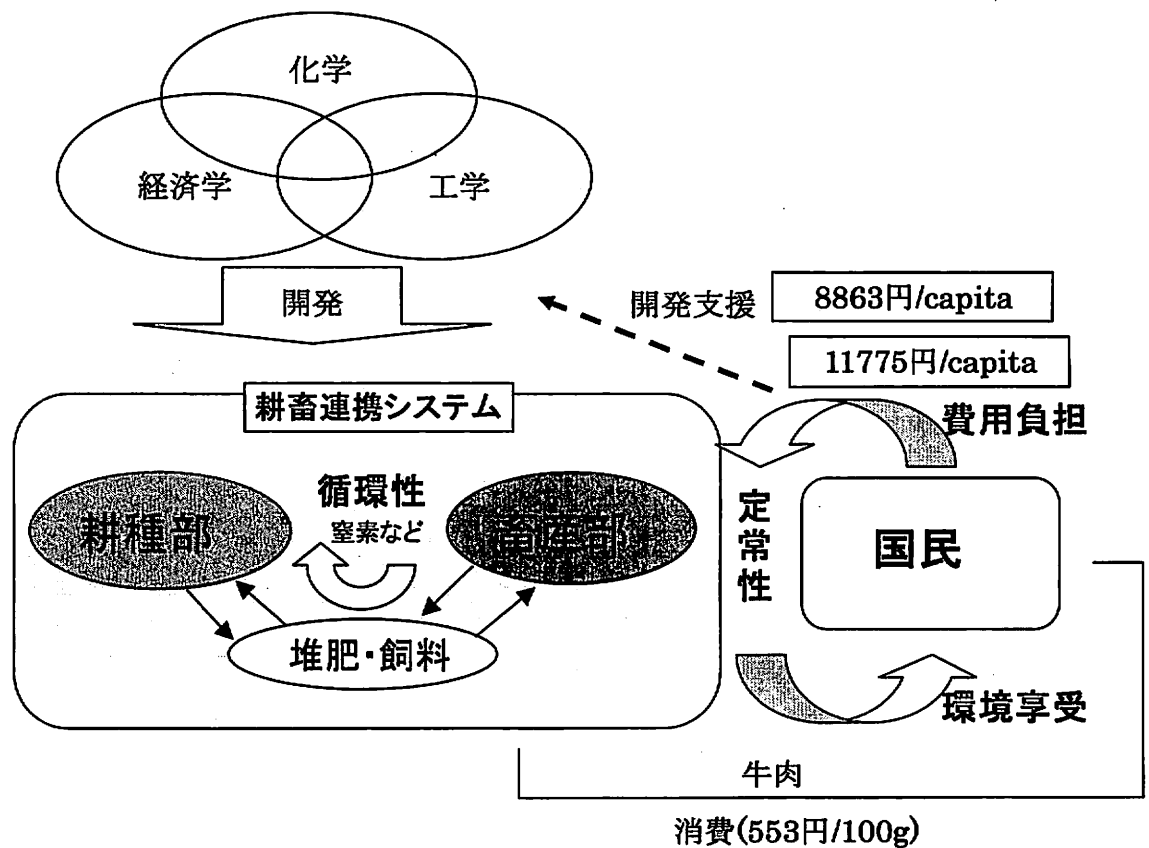 化学
経済学
工学
開発
開発支援
8863円/capita
11775円/capita
耕畜連携システム
費用負担
循環性
窒素など
耕種部
畜産部
定常性
国民
堆肥・飼料
環境享受
牛肉
消費(553円/100g)